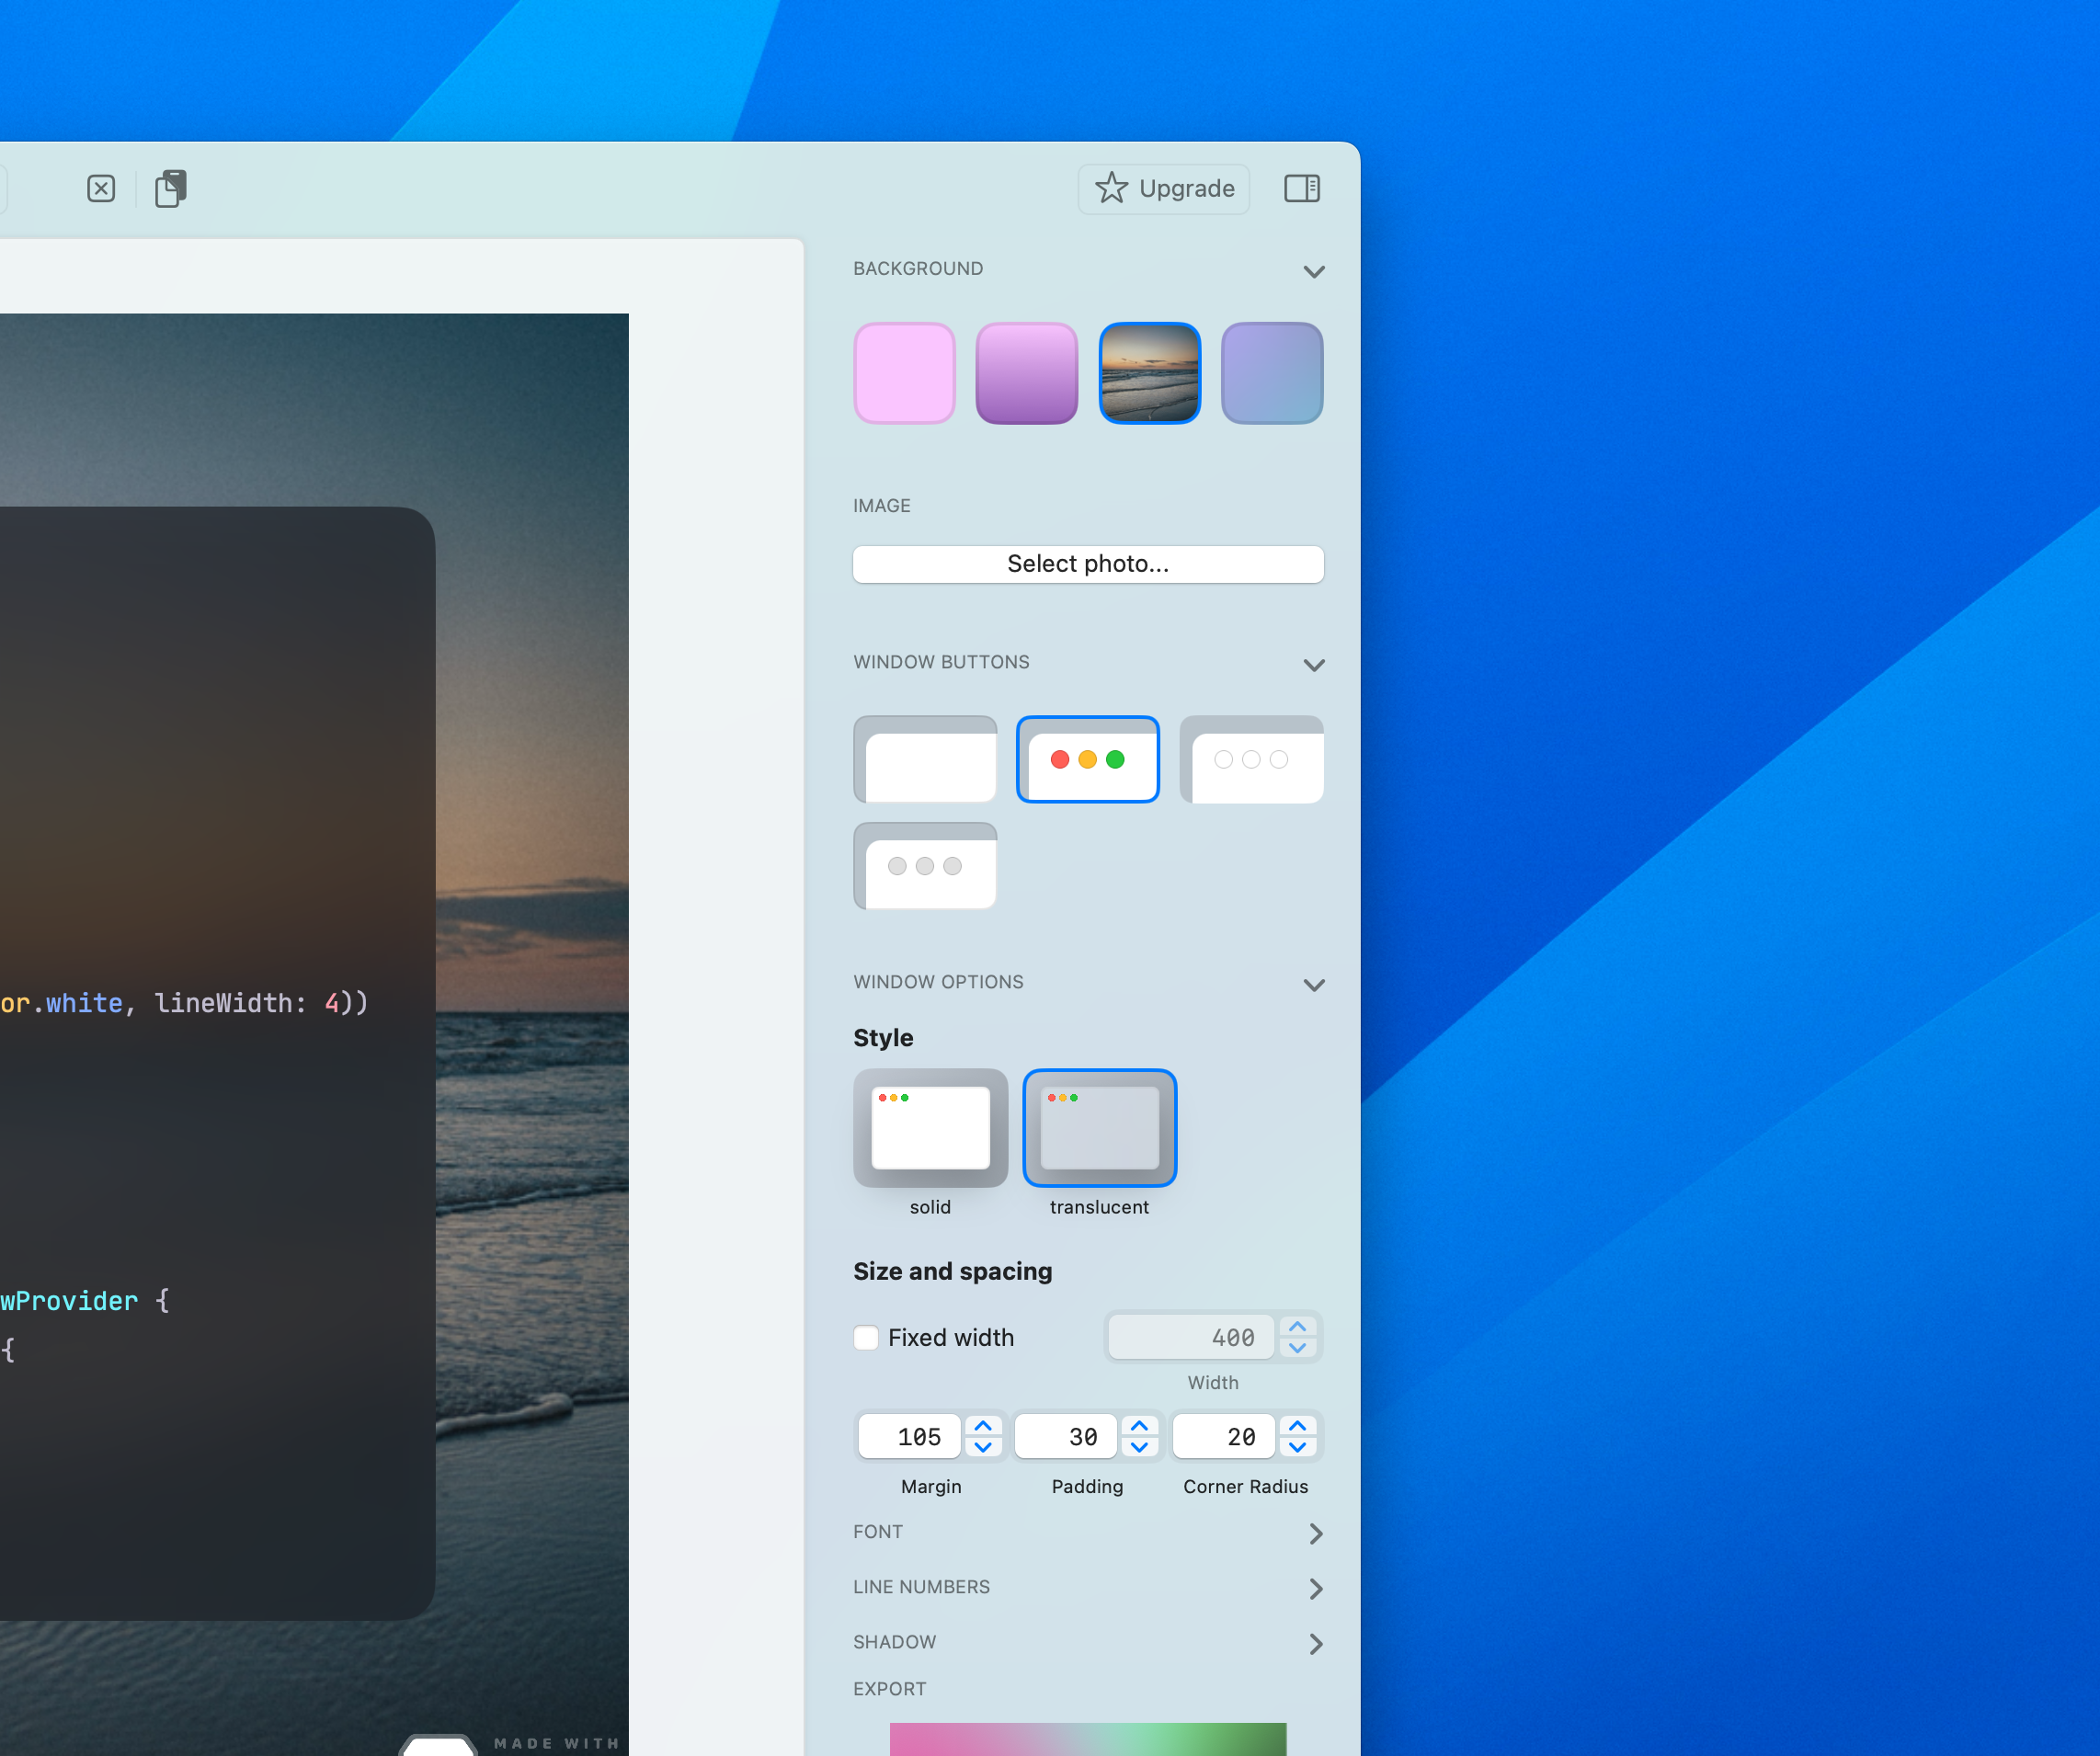 Upgrade
BACKGROUND
IMAGE
Select photo...
WINDOW BUTTONS
WINDOW OPTIONS
Style
solid
translucent
Size and spacing
Fixed width
400
Width
105
30
20
Margin
Padding
Corner Radius
FONT
LINE NUMBERS
SHADOW
EXPORT
or.white, lineWidth: 4))
wProvider {
{
MADE WITH